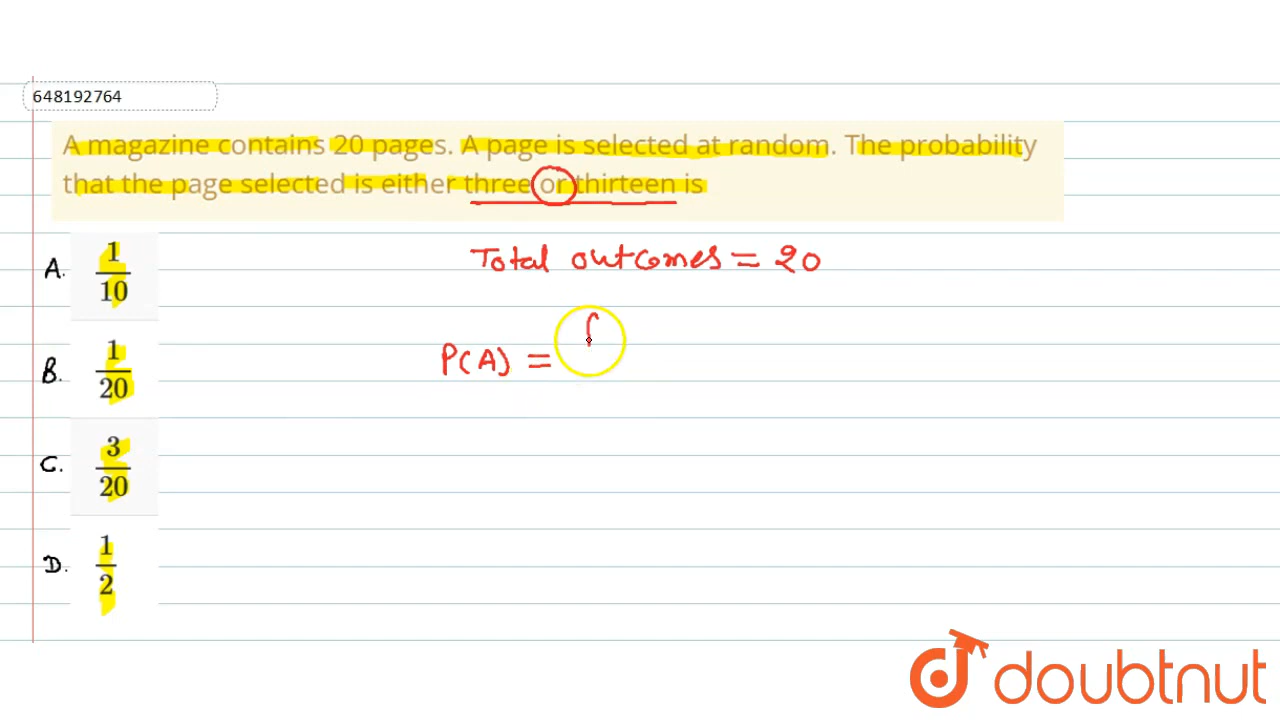 648192764
A magazine contains 20 pages. A page is selected at random. The probability
that the page selected is either three or thirteen is
Total outcomes = 20
A. 1/10
P(A) =
B. 1/20
C. 3/20
D. 1/2
doubtnut